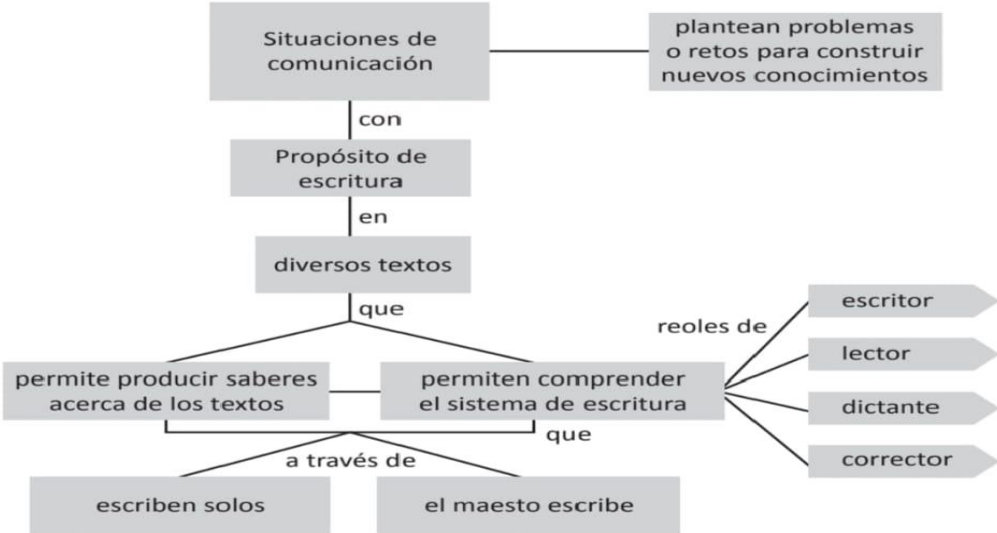 Situaciones de
comunicación
plantean problemas
o retos para construir
nuevos conocimientos
con
Propósito de
escritura
en
diversos textos
que
permite producir saberes
acerca de los textos
permiten comprender
el sistema de escritura
reoles de
escritor
lector
dictante
corrector
que
a través de
escriben solos
el maesto escribe